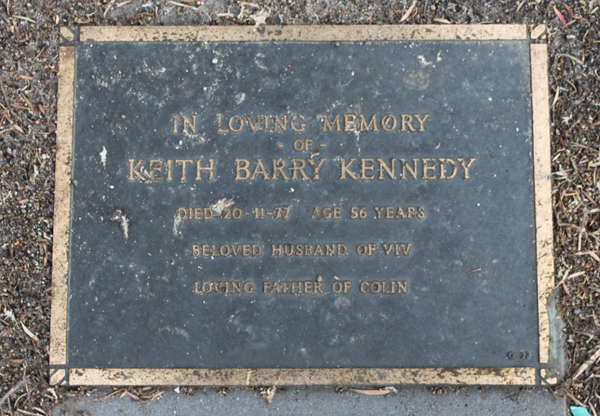 IN LOVING MEMORY
- OF -
KEITH BARRY KENNEDY
DIED 20-11-77 AGE 56 YEARS
BELOVED HUSBAND OF VIV
LOVING FATHER OF COLIN